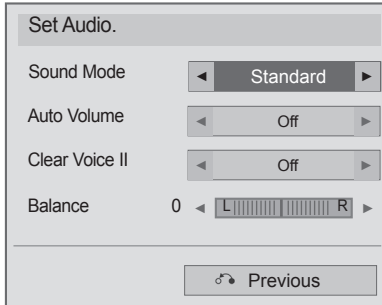 Set Audio.
Sound Mode ◄ Standard ►
Auto Volume ◄ Off ►
Clear Voice II ◄ Off ►
Balance 0 ◄ L R ►
Previous